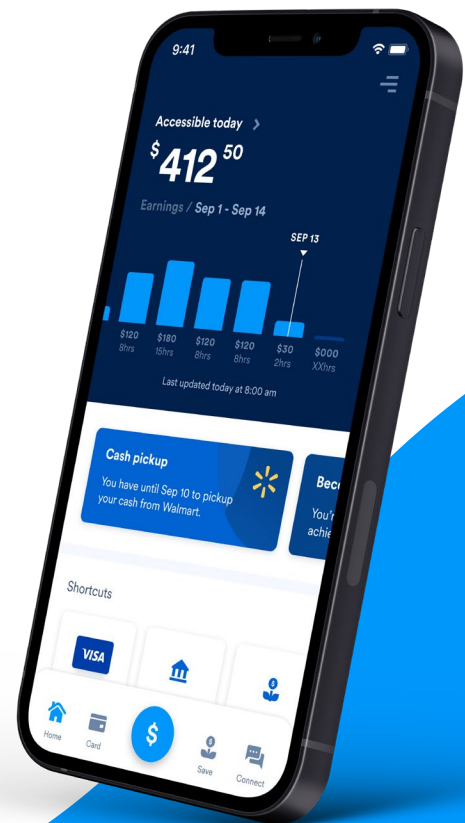 9:41
Accessible today >
$412 50
Earnings / Sep 1 - Sep 14
SEP 13
$120 $180 $120 $120 $30 $000
8hrs 15hrs 8hrs 8hrs 2hrs XXhrs
Last updated today at 8:00 am
Cash pickup
You have until Sep 10 to pickup
your cash from Walmart.
Shortcuts
VISA
$
Home Card Save Connect